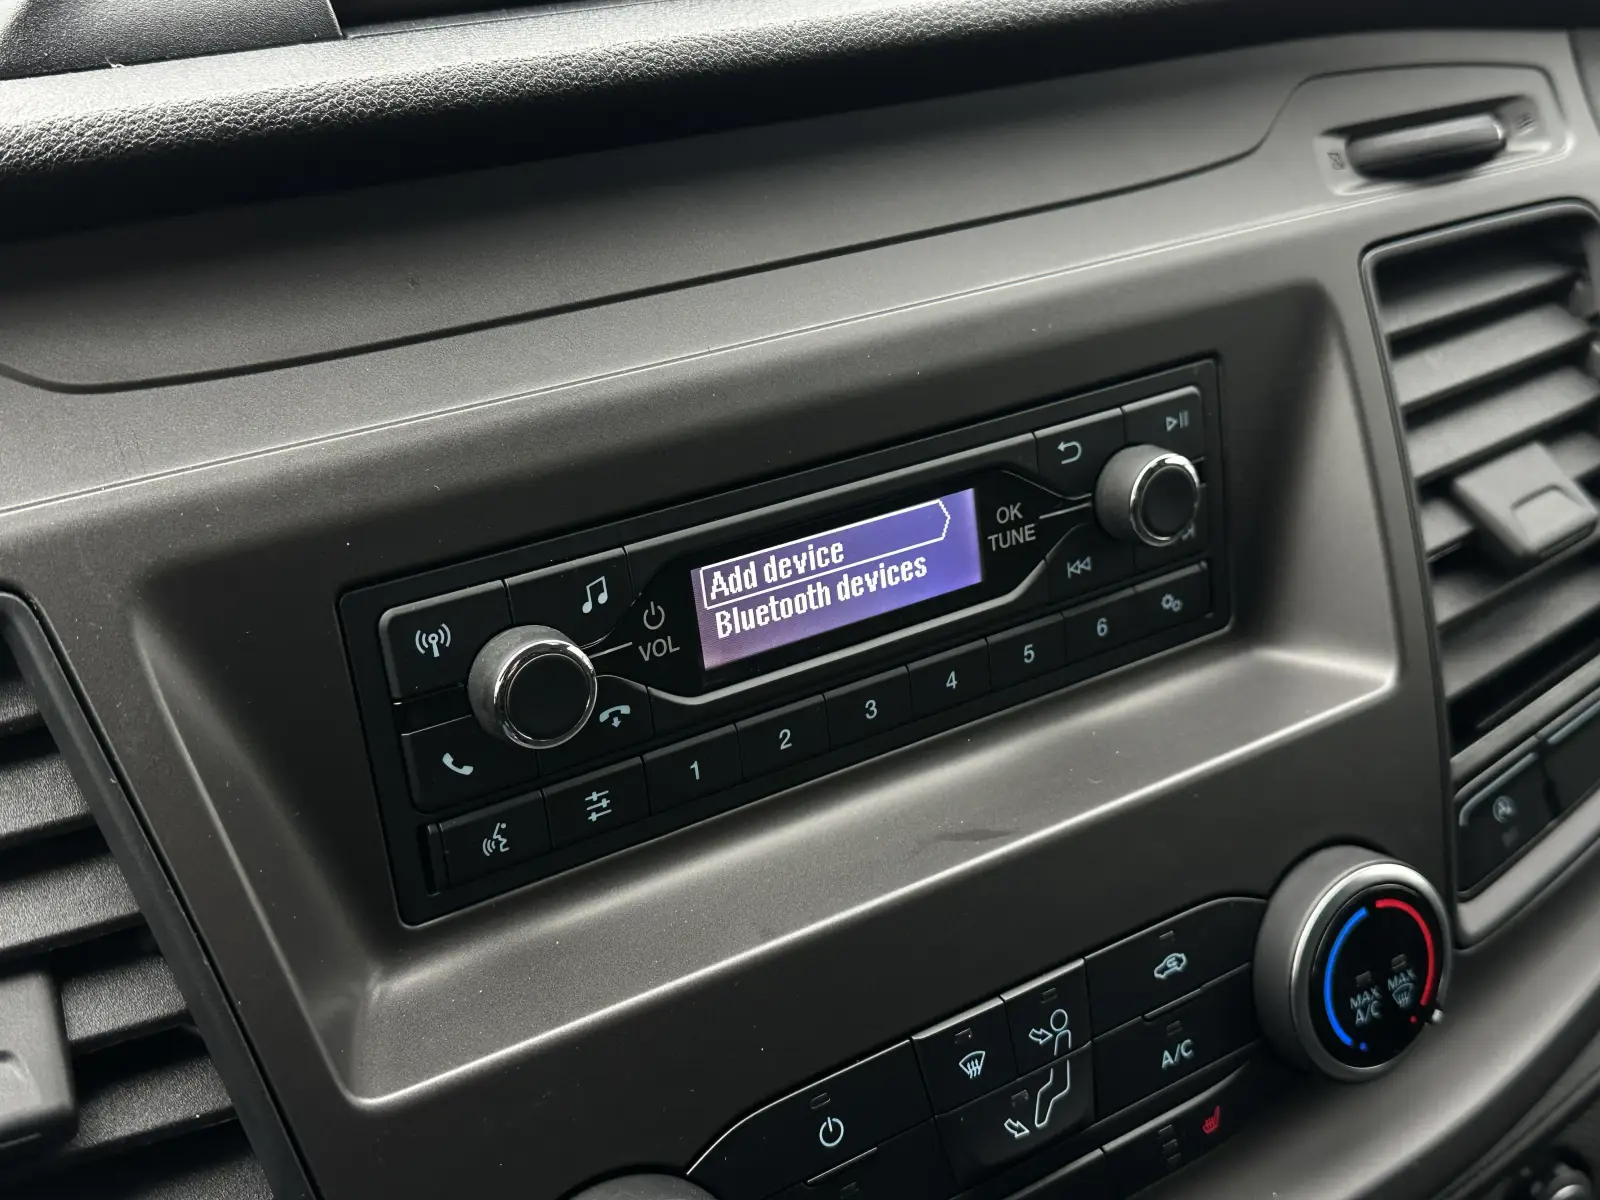 Add device
Bluetooth devices
OK
TUNE
VOL
1
2
3
4
5
6
MAX
A/C
MAX
A/C